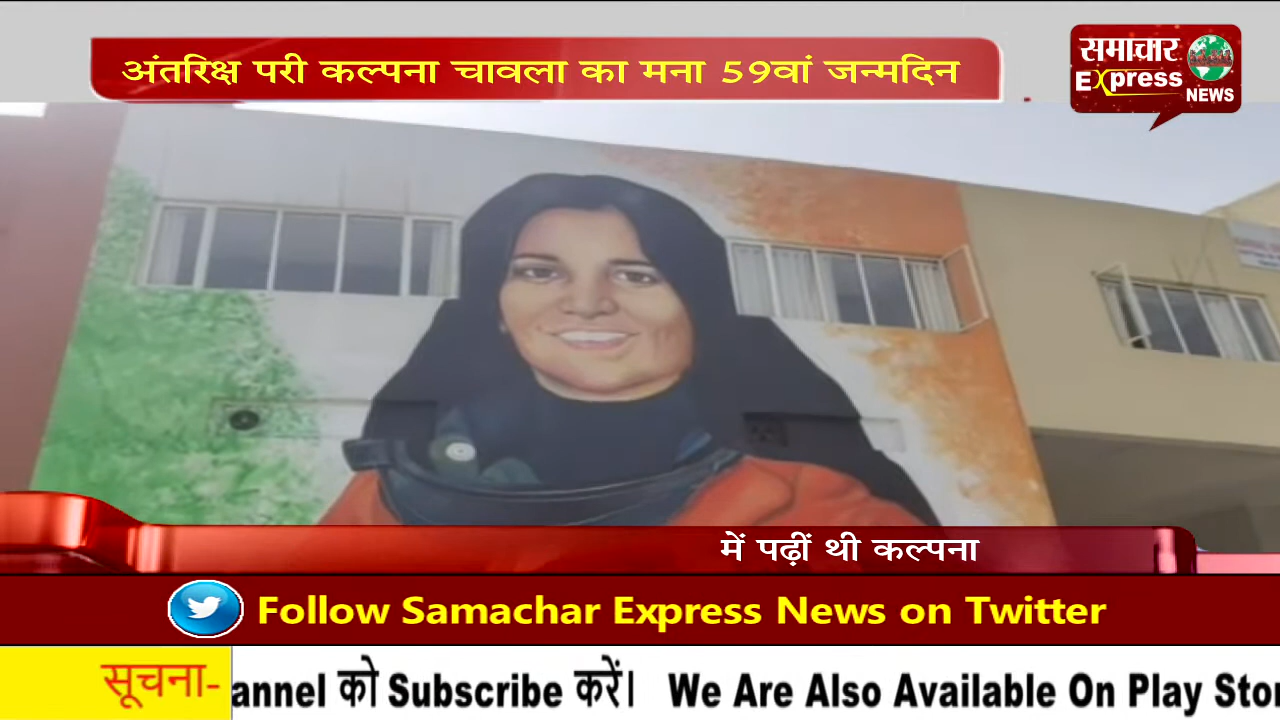 अंतरिक्ष परी कल्पना चावला का मना 59वां जन्मदिन
समाचार
Express
NEWS
में पढ़ीं थी कल्पना
Follow Samachar Express News on Twitter
सूचना- annel को Subscribe करें। We Are Also Available On Play Stor